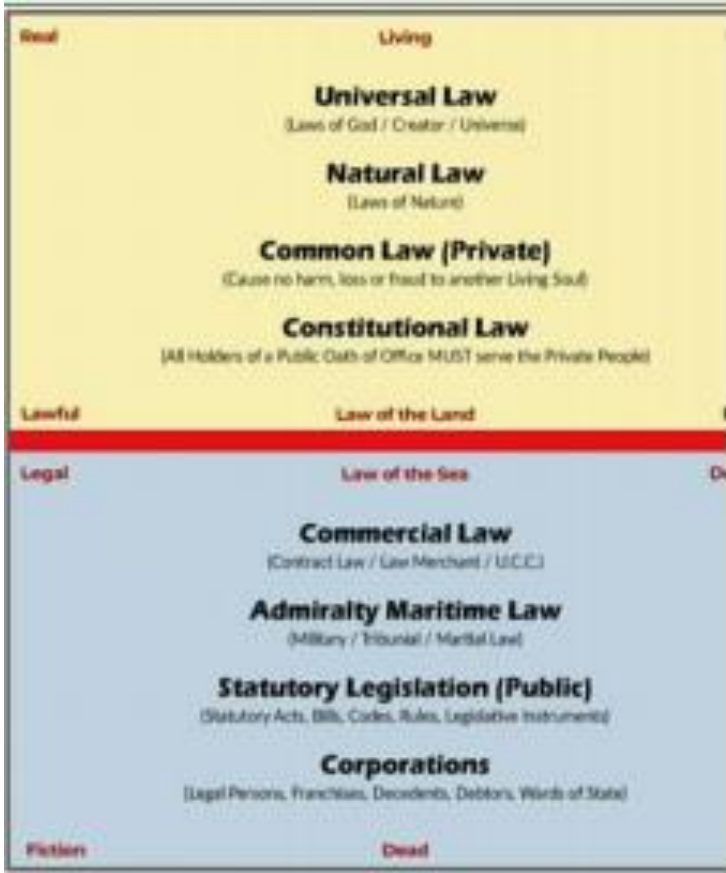 Real Living
Universal Law
(Laws of God / Creator / Universe)
Natural Law
(Laws of Nature)
Common Law (Private)
(Cause no harm, loss or fraud to another Living Soul)
Constitutional Law
(All Holders of a Public Oath of Office MUST serve the Private People)
Lawful Law of the Land
Legal Law of the Sea
Commercial Law
(Contract Law / Law Merchant / U.C.C.)
Admiralty Maritime Law
(Military / Tribunal / Martial Law)
Statutory Legislation (Public)
(Statutory Acts, Bills, Codes, Rules, Legislative Instruments)
Corporations
(Legal Persons, Franchises, Decedents, Debtors, Wards of State)
Fiction Dead